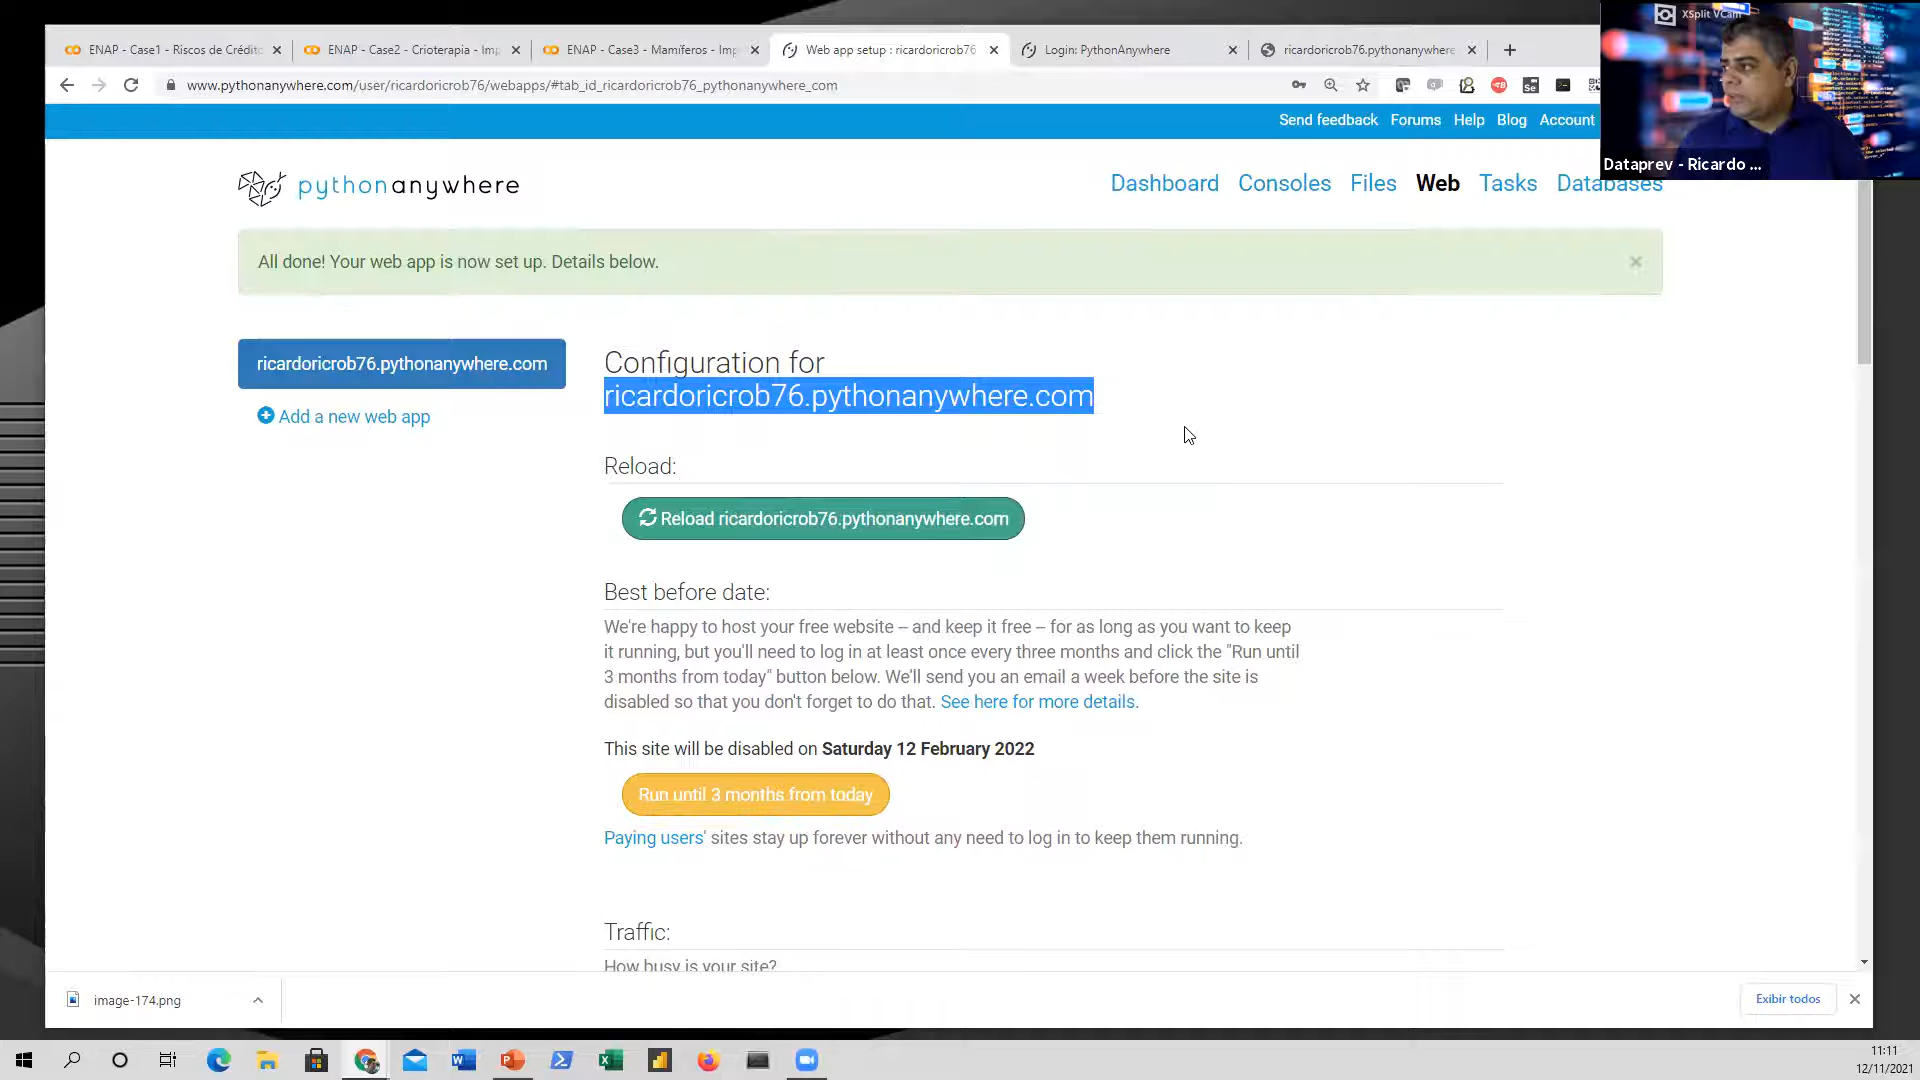 ENAP - Case1 - Riscos de Crédito
ENAP - Case2 - Crioterapia - Imp
ENAP - Case3 - Mamíferos - Imp
Web app setup : ricardoricrob76
Login: PythonAnywhere
ricardoricrob76.pythonanywhere
www.pythonanywhere.com/user/ricardoricrob76/webapps/#tab_id_ricardoricrob76_pythonanywhere_com
XSplit VCam
Dataprev - Ricardo ...
Send feedback Forums Help Blog Account
pythonanywhere
Dashboard Consoles Files Web Tasks Databases
All done! Your web app is now set up. Details below.
ricardoricrob76.pythonanywhere.com
Add a new web app
Configuration for
ricardoricrob76.pythonanywhere.com
Reload:
Reload ricardoricrob76.pythonanywhere.com
Best before date:
We're happy to host your free website -- and keep it free -- for as long as you want to keep
it running, but you'll need to log in at least once every three months and click the "Run until
3 months from today" button below. We'll send you an email a week before the site is
disabled so that you don't forget to do that. See here for more details.
This site will be disabled on Saturday 12 February 2022
Run until 3 months from today
Paying users' sites stay up forever without any need to log in to keep them running.
Traffic:
How busy is your site?
image-174.png
Exibir todos
11:11
12/11/2021